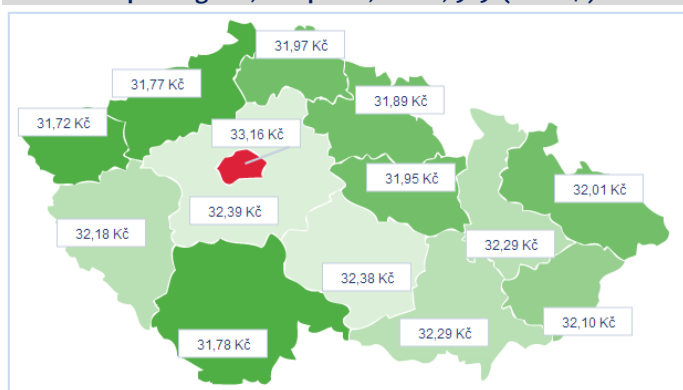 31,97 Kč
31,77 Kč
31,89 Kč
31,72 Kč
33,16 Kč
31,95 Kč
32,01 Kč
32,39 Kč
32,18 Kč
32,29 Kč
32,38 Kč
32,10 Kč
32,29 Kč
31,78 Kč